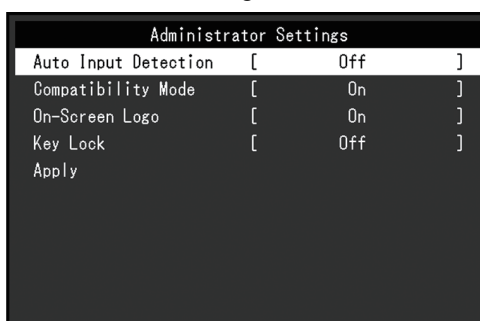 Administrator Settings
Auto Input Detection [ Off ]
Compatibility Mode [ On ]
On-Screen Logo [ On ]
Key Lock [ Off ]
Apply